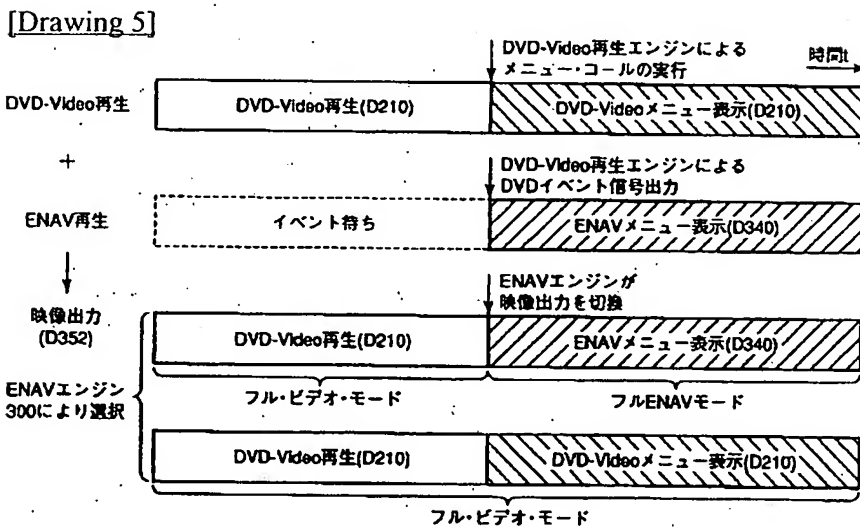 [Drawing 5]
DVD-Video再生エンジンによる
メニュー・コールの実行
時間t
DVD-Video再生
DVD-Video再生(D210)
DVD-Videoメニュー表示(D210)
+
DVD-Video再生エンジンによる
DVDイベント信号出力
ENAV再生
イベント待ち
ENAVメニュー表示(D340)
ENAVエンジンが
映像出力を切換
映像出力
(D352)
DVD-Video再生(D210)
ENAVメニュー表示(D340)
フル・ビデオ・モード
フルENAVモード
ENAVエンジン
300により選択
DVD-Video再生(D210)
DVD-Videoメニュー表示(D210)
フル・ビデオ・モード